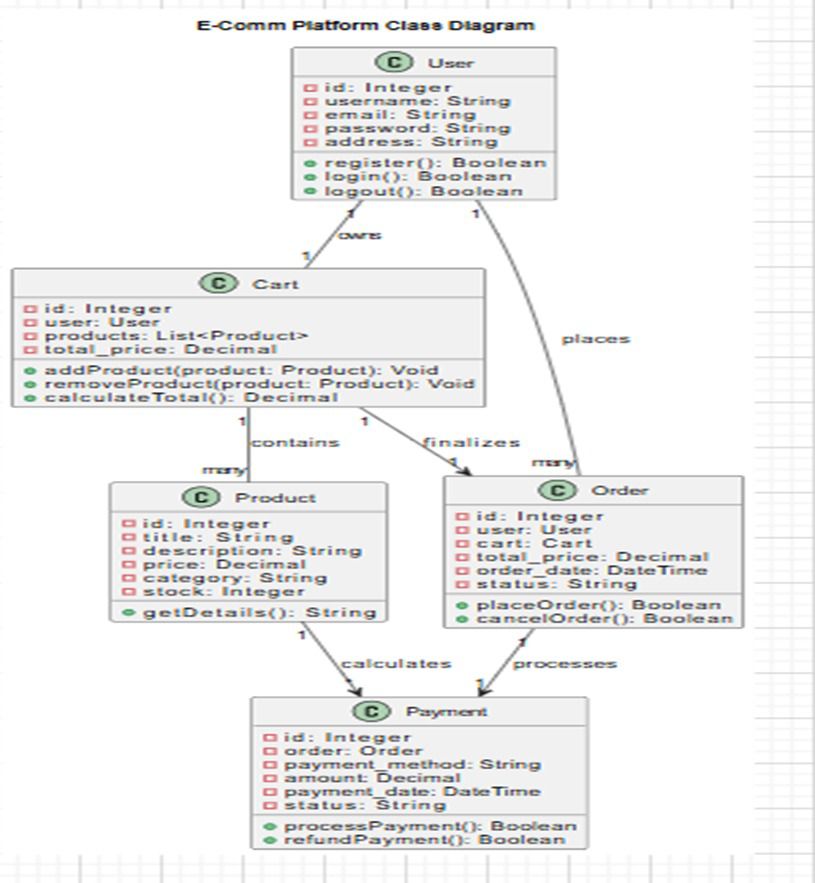 E-Comm Platform Class Diagram
C User
id: Integer
username: String
email: String
password: String
address: String
register(): Boolean
login(): Boolean
logout(): Boolean
1
1
owns
1
places
C Cart
id: Integer
user: User
products: List<Product>
total_price: Decimal
addProduct(product: Product): Void
removeProduct(product: Product): Void
calculateTotal(): Decimal
1
1
contains
finalizes
many
1
many
C Product
id: Integer
title: String
description: String
price: Decimal
category: String
stock: Integer
getDetails(): String
C Order
id: Integer
user: User
cart: Cart
total_price: Decimal
order_date: DateTime
status: String
placeOrder(): Boolean
cancelOrder(): Boolean
1
1
calculates
processes
1
C Payment
id: Integer
order: Order
payment_method: String
amount: Decimal
payment_date: DateTime
status: String
processPayment(): Boolean
refundPayment(): Boolean